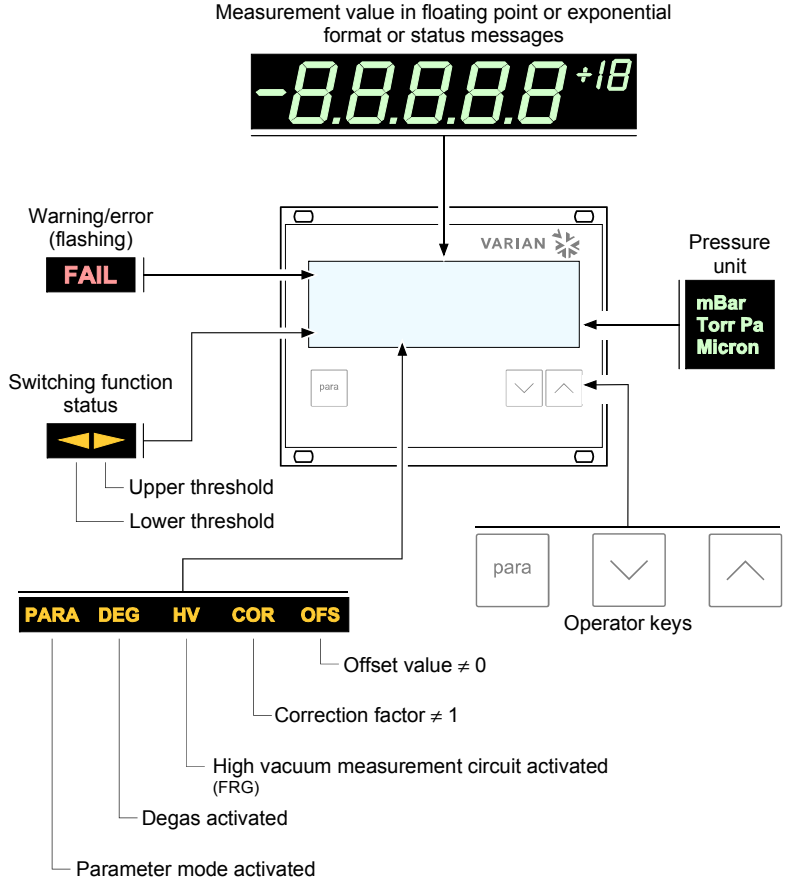 Measurement value in floating point or exponential
format or status messages
-8.8.8.8.8 +18
Warning/error
(flashing)
FAIL
VARIAN
Pressure
unit
mBar
Torr Pa
Micron
para
Switching function
status
Upper threshold
Lower threshold
para
Operator keys
PARA DEG HV COR OFS
Offset value ≠ 0
Correction factor ≠ 1
High vacuum measurement circuit activated
(FRG)
Degas activated
Parameter mode activated